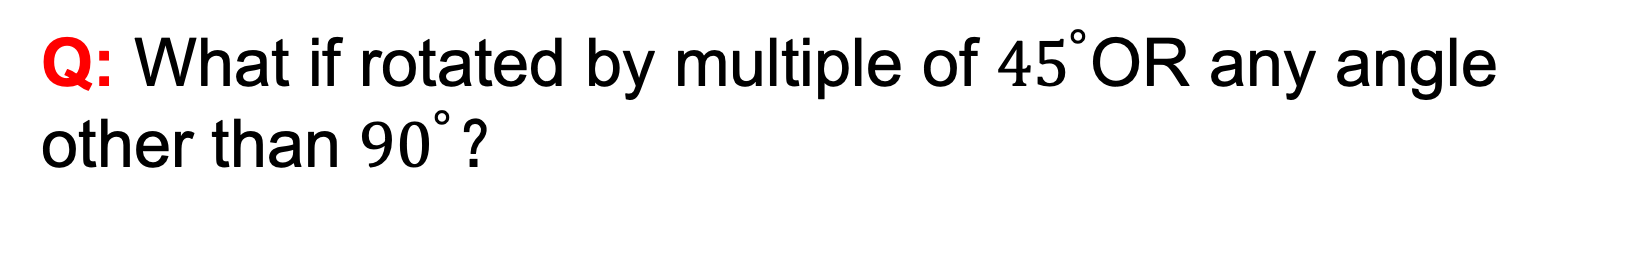 Q: What if rotated by multiple of 45°OR any angle
other than 90°?